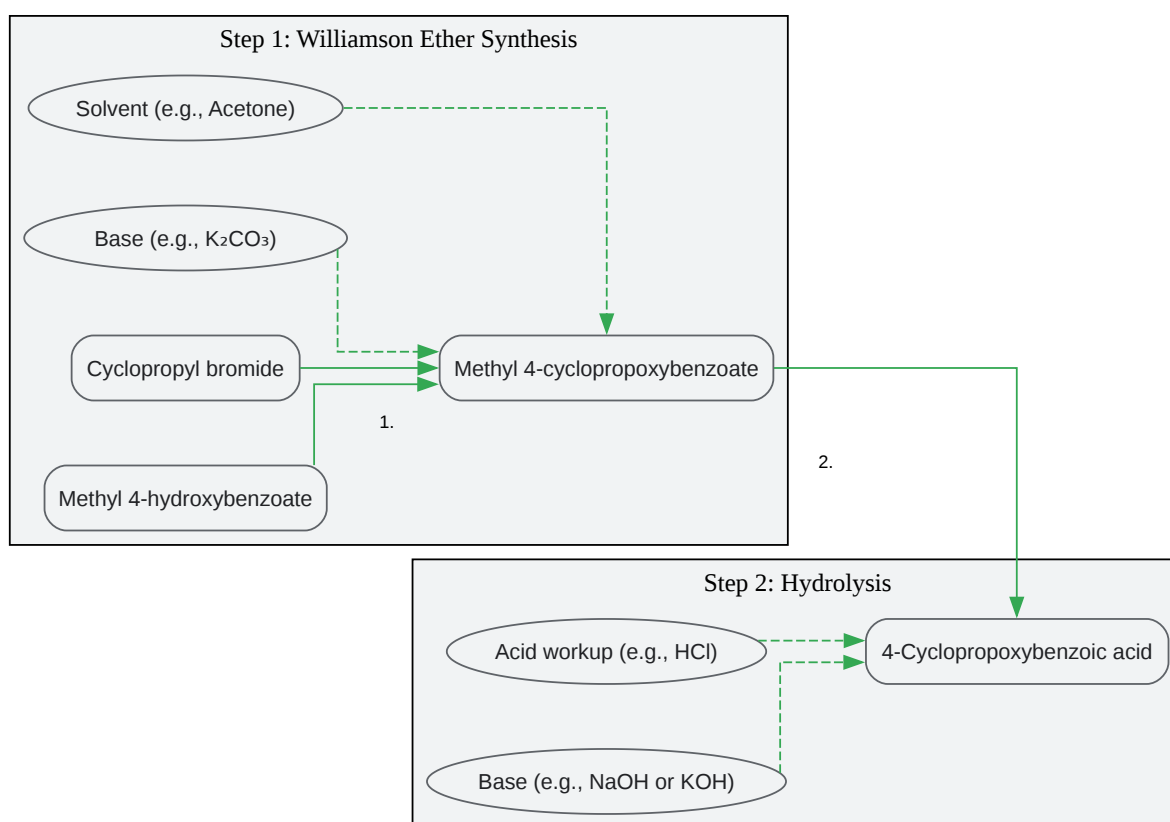 Step 1: Williamson Ether Synthesis
Solvent (e.g., Acetone)
Base (e.g., K₂CO₃)
Cyclopropyl bromide
Methyl 4-cyclopropoxybenzoate
1.
2.
Methyl 4-hydroxybenzoate
Step 2: Hydrolysis
Acid workup (e.g., HCl)
4-Cyclopropoxybenzoic acid
Base (e.g., NaOH or KOH)